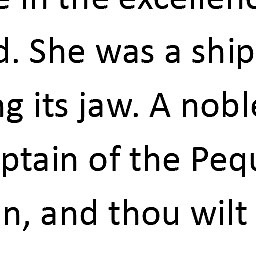 e in the excellenc
d. She was a ship
ng its jaw. A noble
ptain of the Pequ
n, and thou wilt